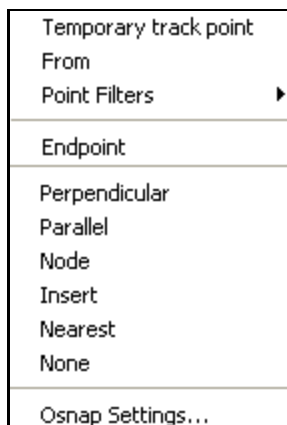 Temporary track point
From
Point Filters
Endpoint
Perpendicular
Parallel
Node
Insert
Nearest
None
Osnap Settings...